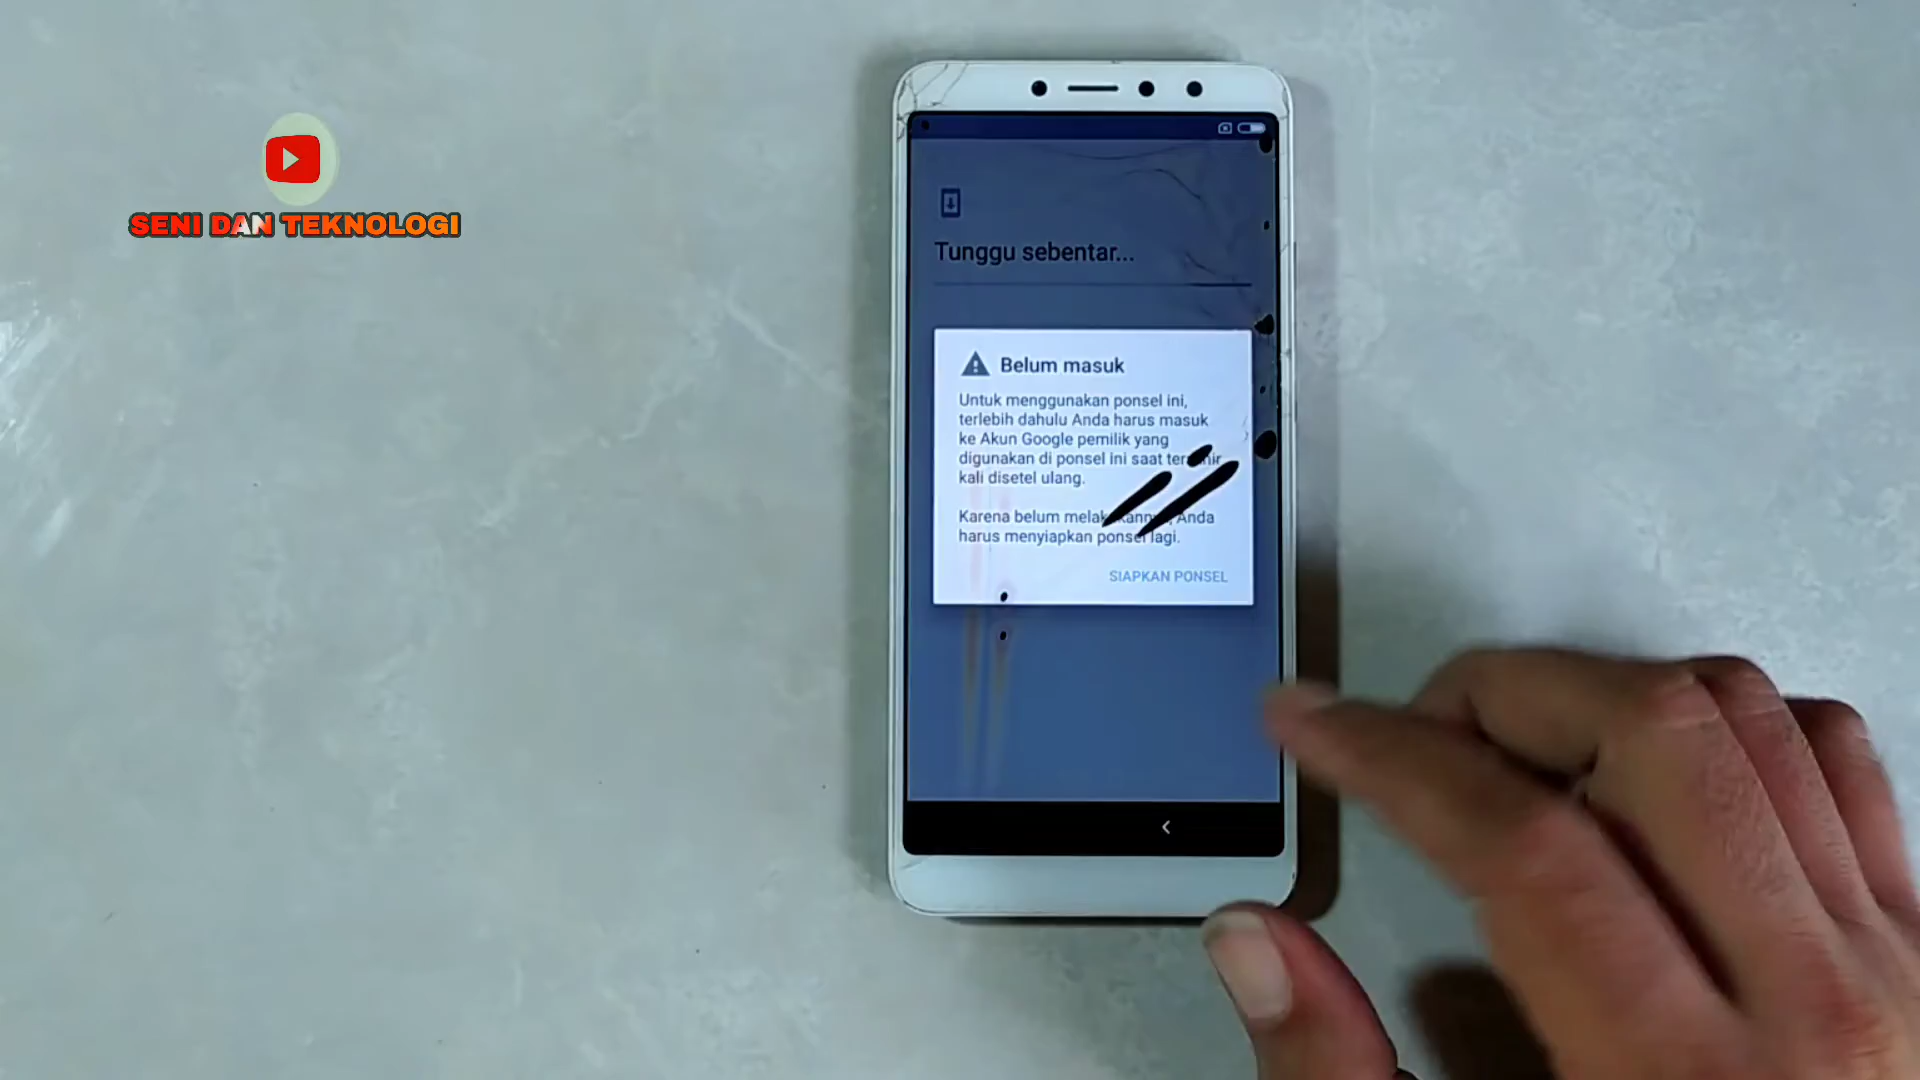 SENI DAN TEKNOLOGI
Tunggu sebentar...
Belum masuk
Untuk menggunakan ponsel ini,
terlebih dahulu Anda harus masuk
ke Akun Google pemilik yang
digunakan di ponsel ini saat
kali disetel ulang.
Karena belum Anda
harus menyiapkan ponsel lagi.
SIAPKAN PONSEL